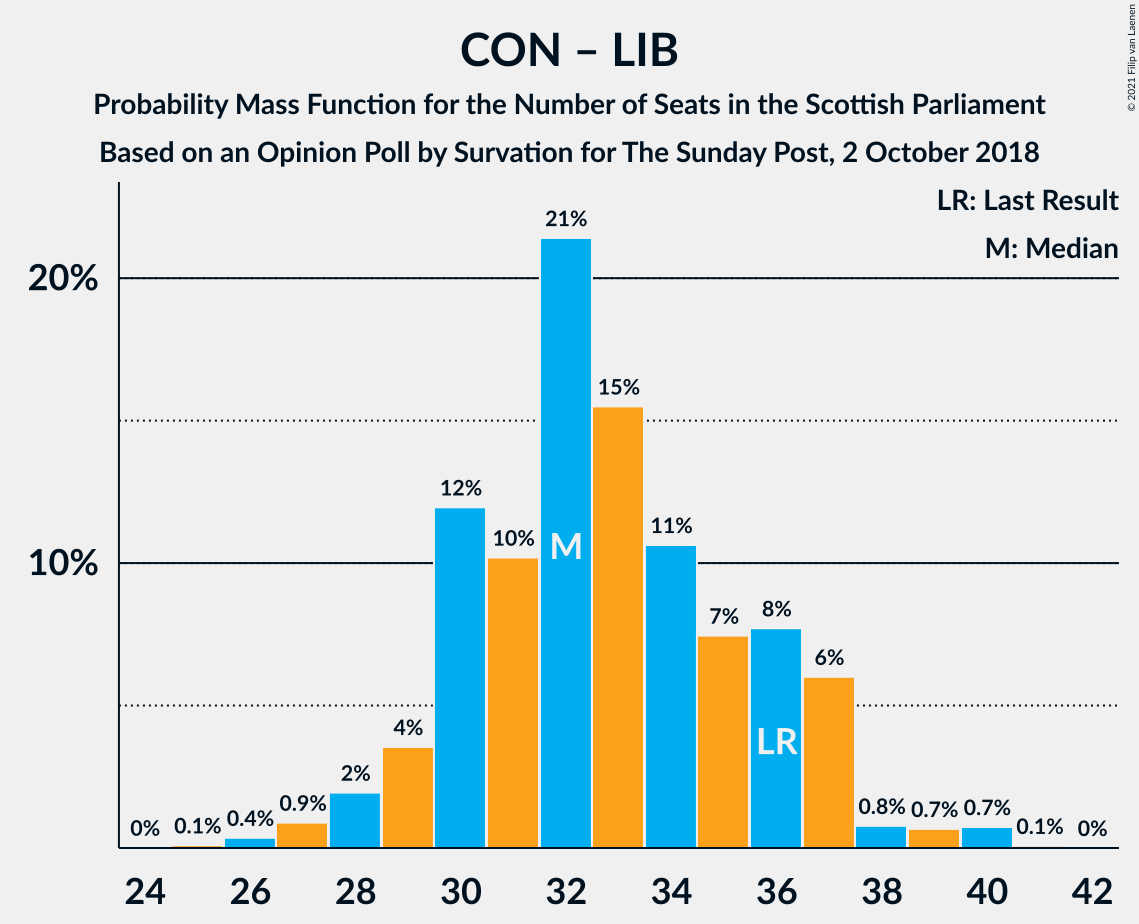 CON – LIB
Probability Mass Function for the Number of Seats in the Scottish Parliament
Based on an Opinion Poll by Survation for The Sunday Post, 2 October 2018
© 2021 Filip van Laenen
LR: Last Result
M: Median
20%
10%
0%
0.1%
0.4%
0.9%
2%
4%
12%
10%
21%
15%
11%
7%
8%
6%
0.8%
0.7%
0.7%
0.1%
0%
M
LR
24 26 28 30 32 34 36 38 40 42